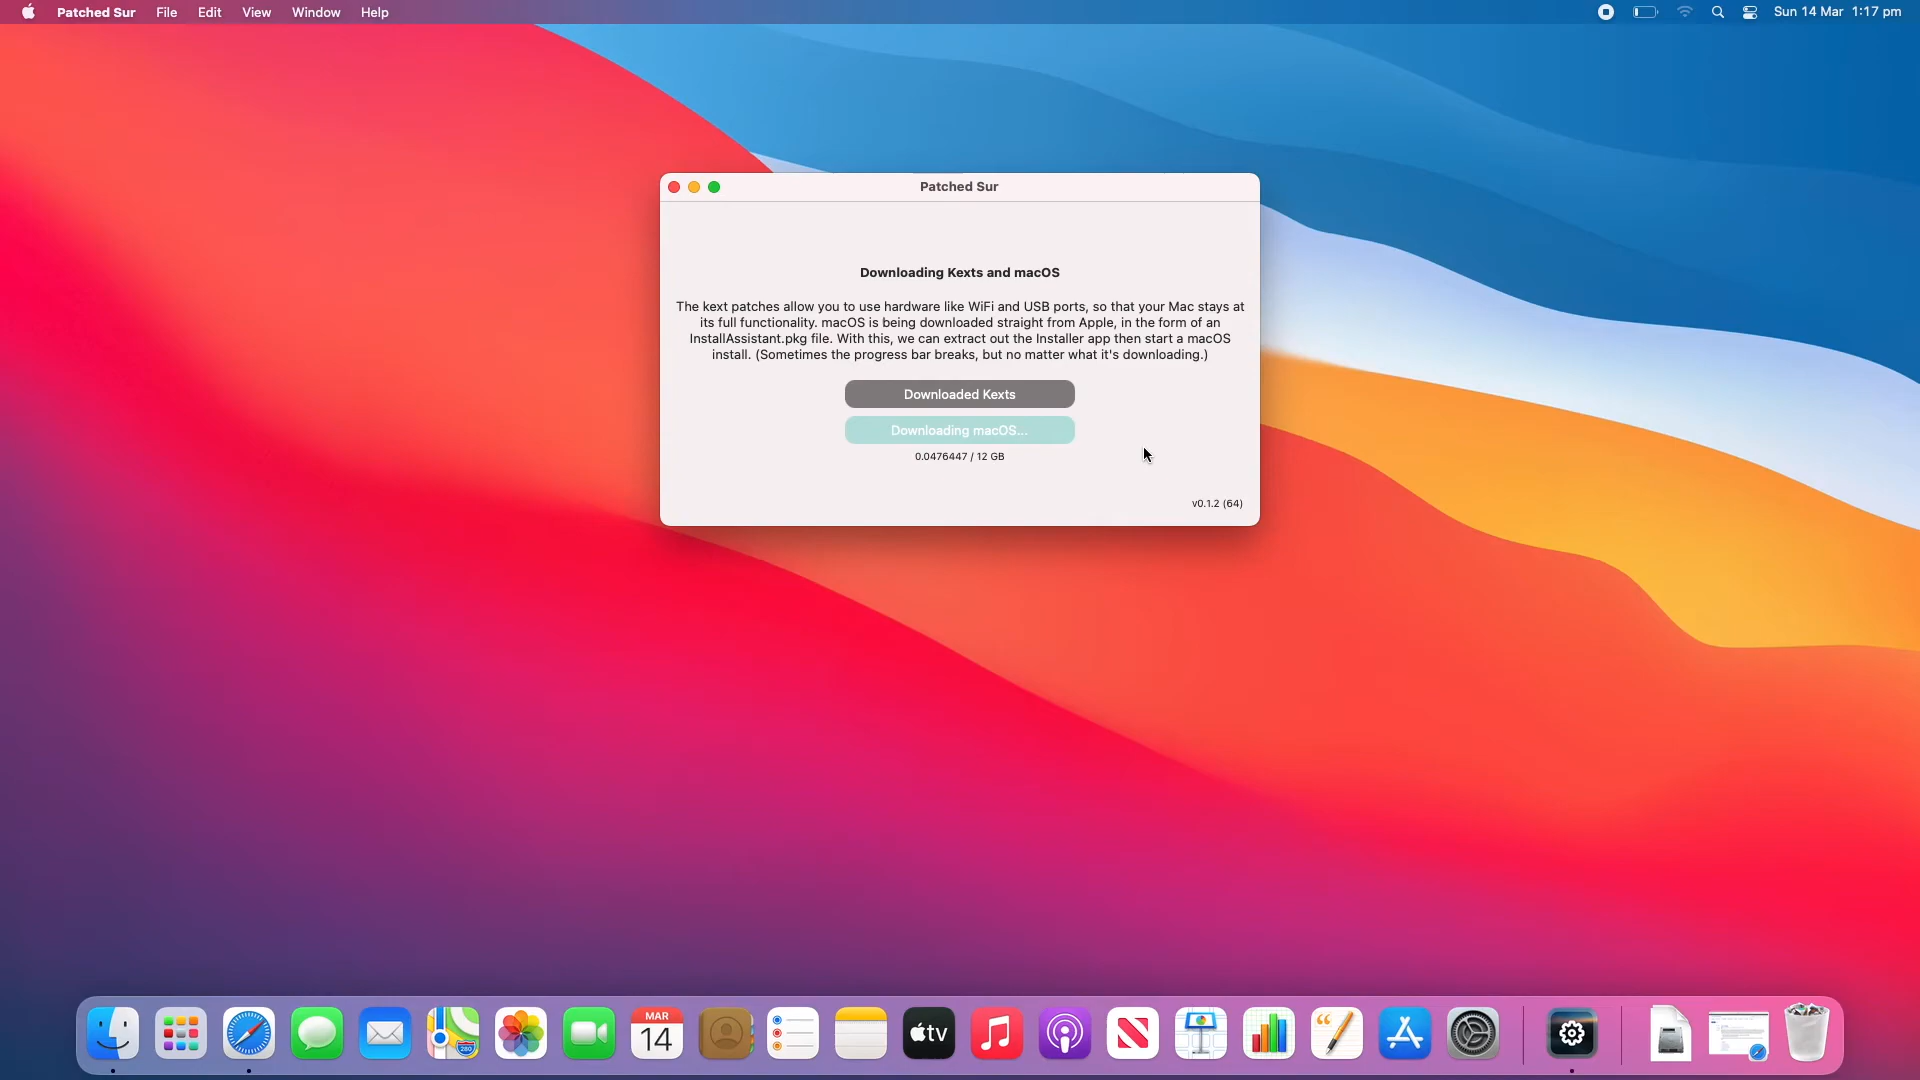 Patched Sur File Edit View Window Help Sun 14 Mar 1:17 pm
Patched Sur
Downloading Kexts and macOS
The kext patches allow you to use hardware like WiFi and USB ports, so that your Mac stays at
its full functionality. macOS is being downloaded straight from Apple, in the form of an
InstallAssistant.pkg file. With this, we can extract out the Installer app then start a macOS
install. (Sometimes the progress bar breaks, but no matter what it's downloading.)
Downloaded Kexts
Downloading macOS...
0.0476447 / 12 GB
v0.1.2 (64)
MAR
14
280
tv